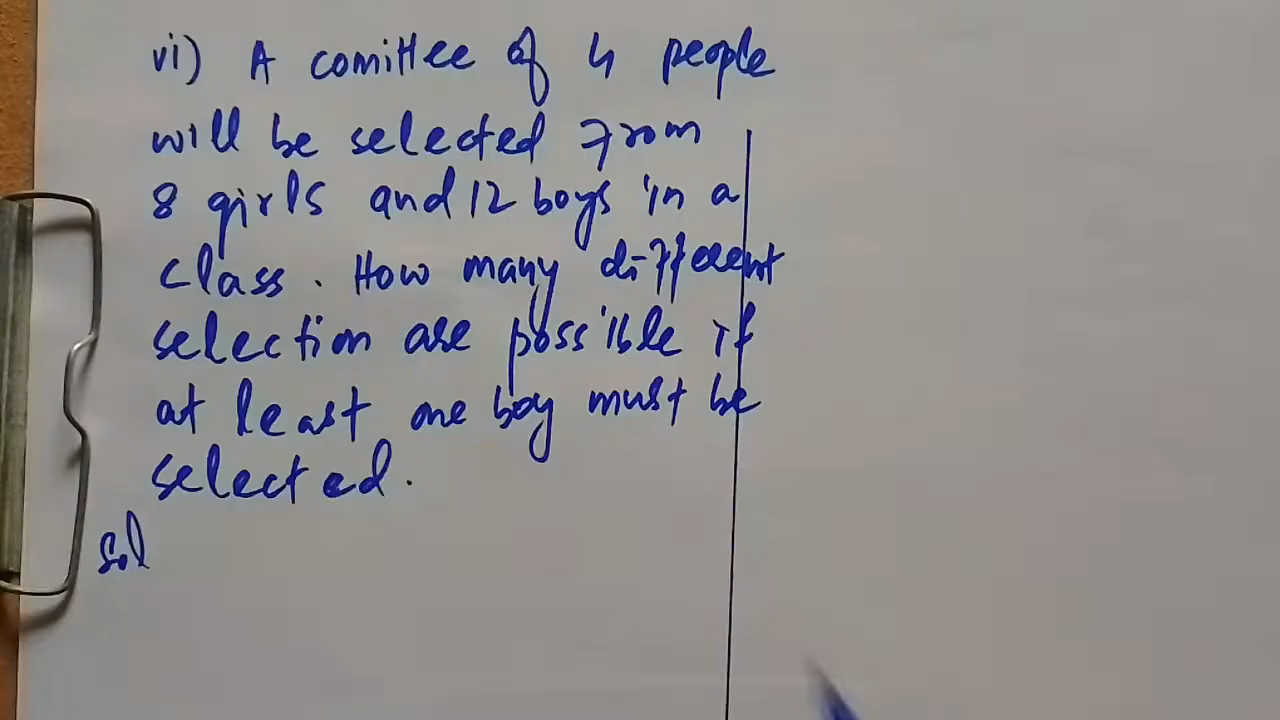 vi) A comittee of 4 people
will be selected from
8 girls and 12 boys in a
class. How many different
selection are possible if
at least one boy must be
selected.
sol